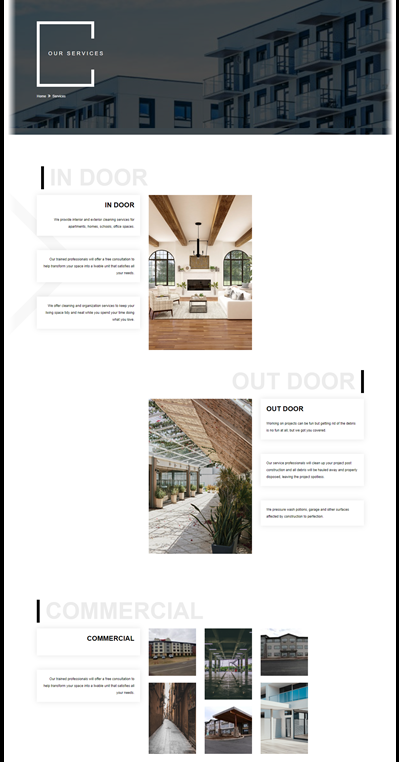 OUR SERVICES
Home Services
IN DOOR
IN DOOR
We provide interior and exterior cleaning services for
apartments, homes, schools, office spaces.
Our trained professionals will offer a free consultation to
help transform your space into a livable unit that satisfies all
your needs.
We offer cleaning and organization services to keep your
living space tidy and neat while you spend your time doing
what you love.
OUT DOOR
OUT DOOR
Working on projects can be fun but getting rid of the debris
is no fun at all, but we got you covered.
Our service professionals will clean up your project post
construction and all debris will be hauled away and properly
disposed, leaving the project spotless.
We pressure wash patios, garage and other surfaces
affected by construction to perfection.
COMMERCIAL
COMMERCIAL
Our trained professionals will offer a free consultation to
help transform your space into a livable unit that satisfies all
your needs.